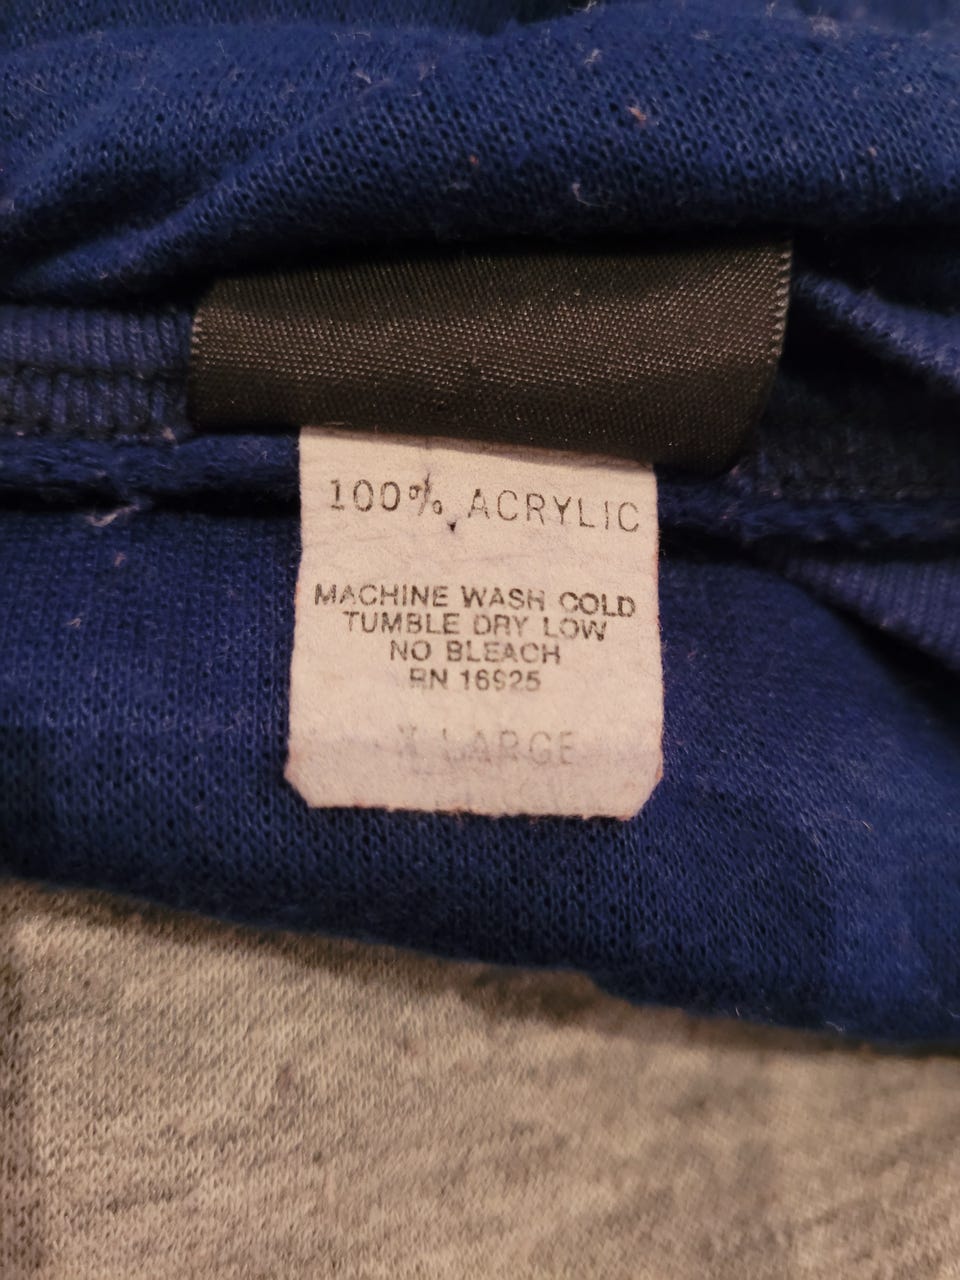 100% ACRYLIC
MACHINE WASH COLD
TUMBLE DRY LOW
NO BLEACH
RN 16925
X LARGE